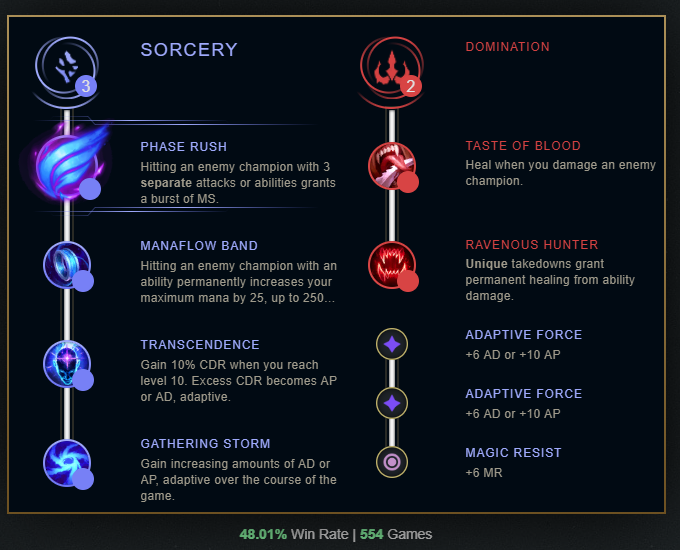 SORCERY
3
PHASE RUSH
Hitting an enemy champion with 3
separate attacks or abilities grants
a burst of MS.
MANAFLOW BAND
Hitting an enemy champion with an
ability permanently increases your
maximum mana by 25, up to 250...
TRANSCENDENCE
Gain 10% CDR when you reach
level 10. Excess CDR becomes AP
or AD, adaptive.
GATHERING STORM
Gain increasing amounts of AD or
AP, adaptive over the course of the
game.
DOMINATION
2
TASTE OF BLOOD
Heal when you damage an enemy
champion.
RAVENOUS HUNTER
Unique takedowns grant
permanent healing from ability
damage.
ADAPTIVE FORCE
+6 AD or +10 AP
ADAPTIVE FORCE
+6 AD or +10 AP
MAGIC RESIST
+6 MR
48.01% Win Rate | 554 Games